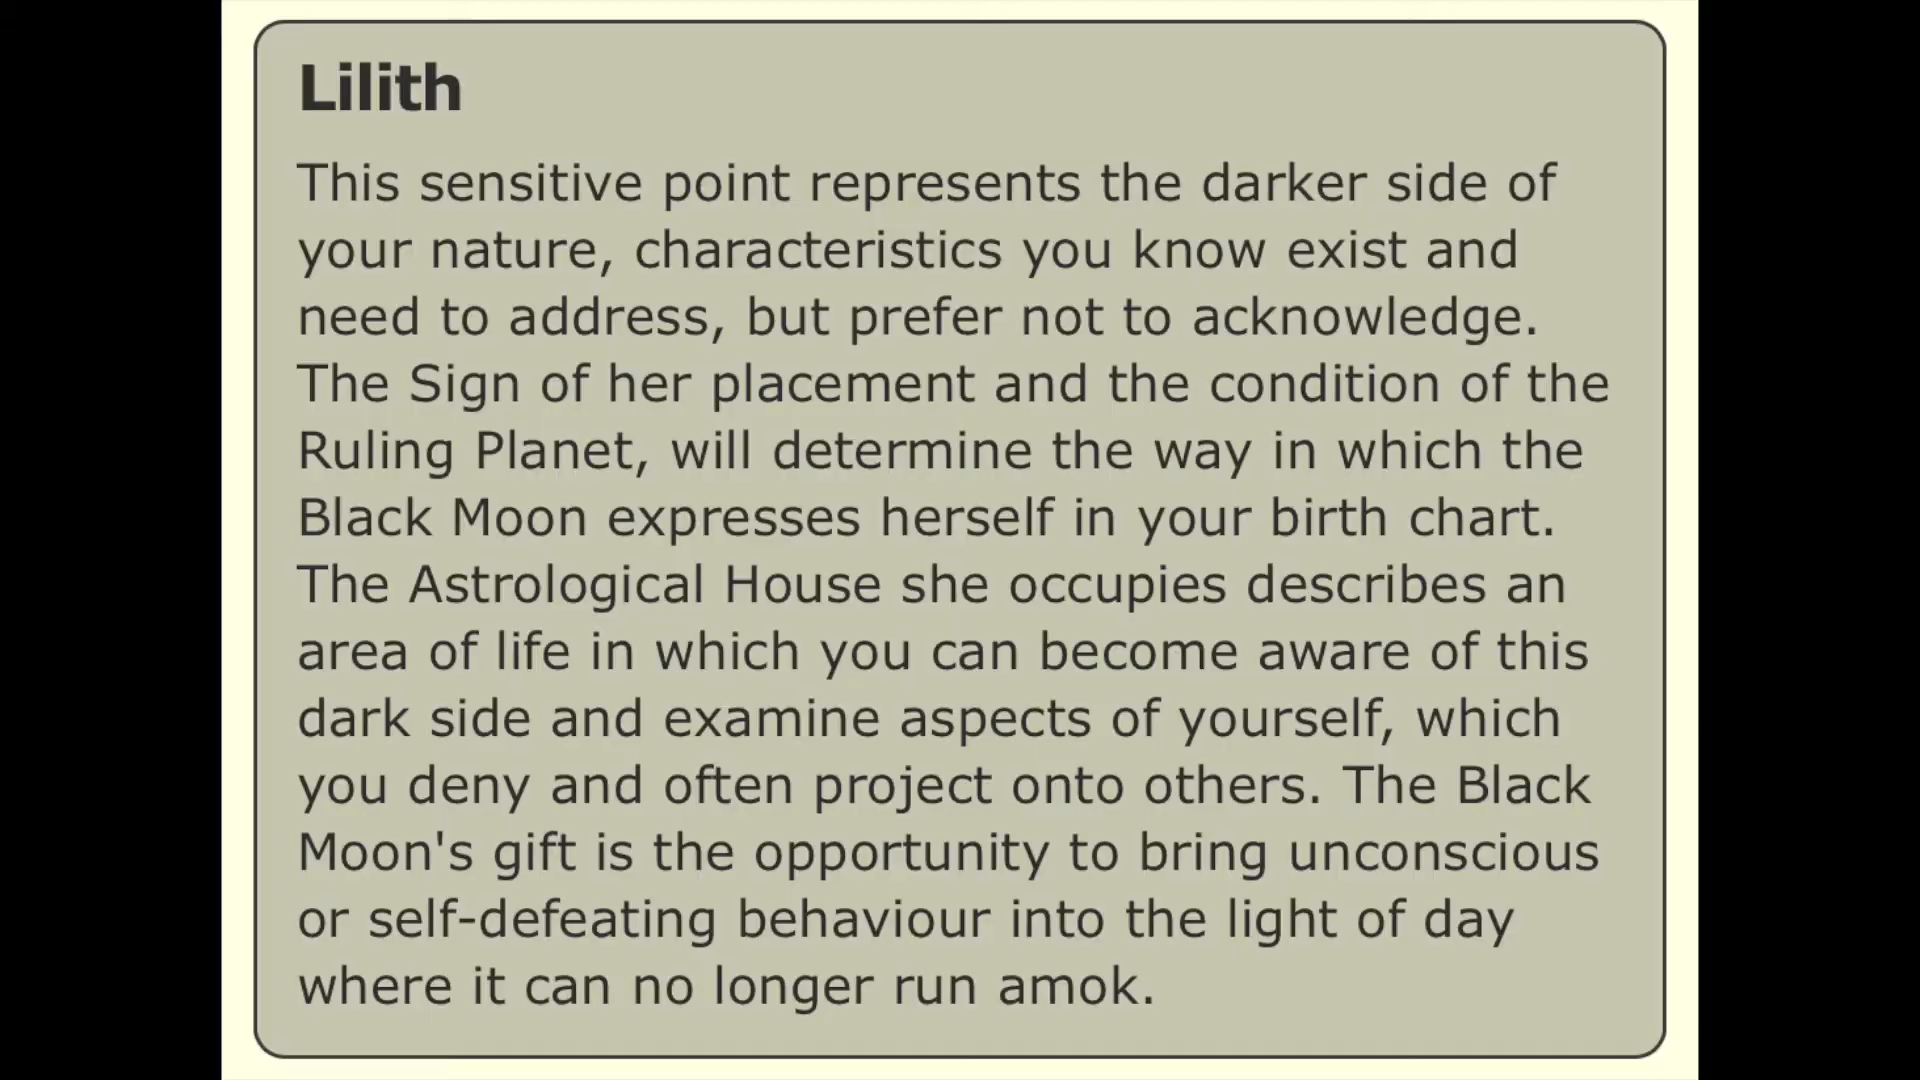 Lilith
This sensitive point represents the darker side of
your nature, characteristics you know exist and
need to address, but prefer not to acknowledge.
The Sign of her placement and the condition of the
Ruling Planet, will determine the way in which the
Black Moon expresses herself in your birth chart.
The Astrological House she occupies describes an
area of life in which you can become aware of this
dark side and examine aspects of yourself, which
you deny and often project onto others. The Black
Moon's gift is the opportunity to bring unconscious
or self-defeating behaviour into the light of day
where it can no longer run amok.